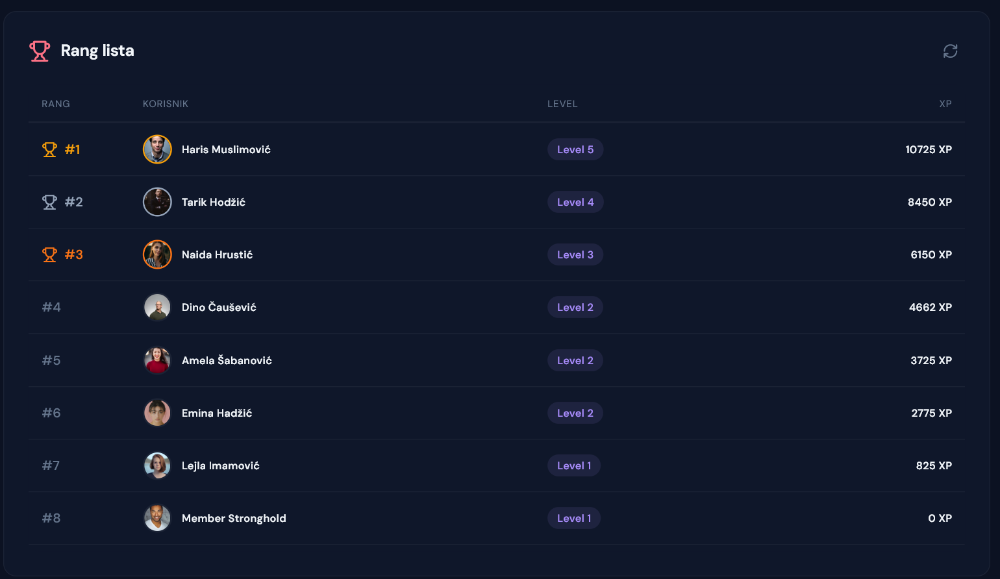 Rang lista
RANG KORISNIK LEVEL XP
#1 Haris Muslimović Level 5 10725 XP
#2 Tarik Hodžić Level 4 8450 XP
#3 Naida Hrustić Level 3 6150 XP
#4 Dino Čaušević Level 2 4662 XP
#5 Amela Šabanović Level 2 3725 XP
#6 Emina Hadžić Level 2 2775 XP
#7 Lejla Imamović Level 1 825 XP
#8 Member Stronghold Level 1 0 XP